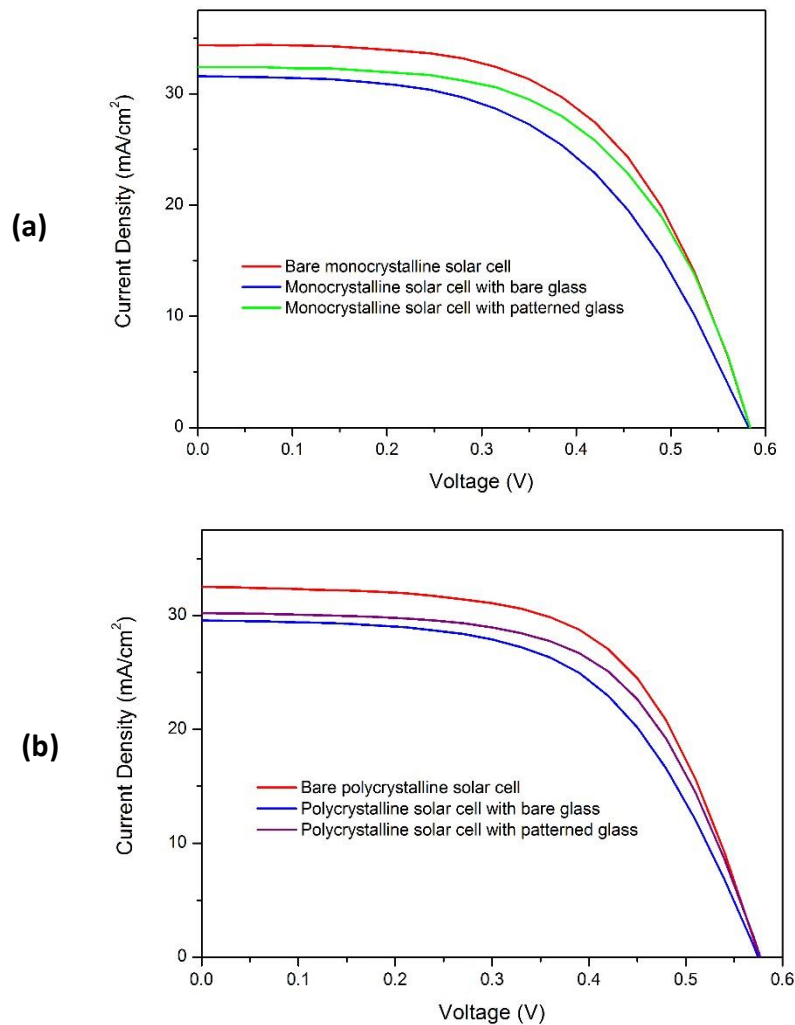 (a)
Current Density (mA/cm²)
30
20
10
0
Bare monocrystalline solar cell
Monocrystalline solar cell with bare glass
Monocrystalline solar cell with patterned glass
0.0 0.1 0.2 0.3 0.4 0.5 0.6
Voltage (V)
(b)
Current Density (mA/cm²)
30
20
10
0
Bare polycrystalline solar cell
Polycrystalline solar cell with bare glass
Polycrystalline solar cell with patterned glass
0.0 0.1 0.2 0.3 0.4 0.5 0.6
Voltage (V)